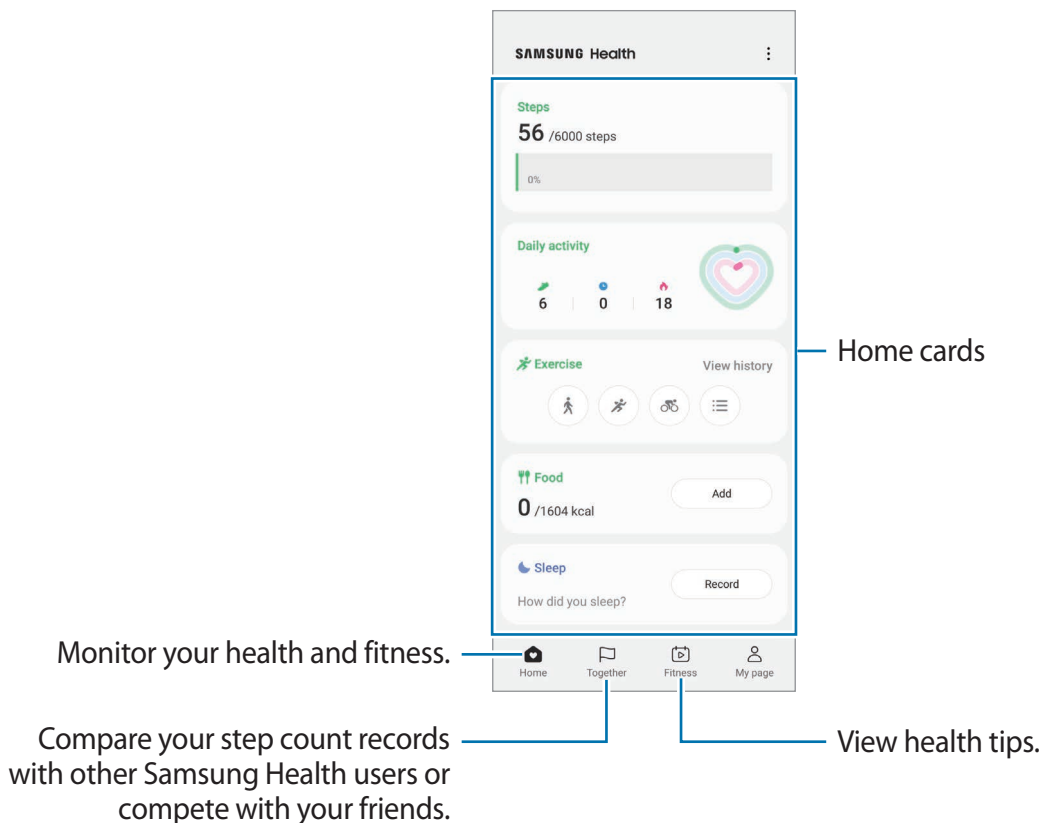 SAMSUNG Health
Steps
56 /6000 steps
0%
Daily activity
6
0
18
Home cards
Exercise
View history
Food
0 /1604 kcal
Add
Sleep
How did you sleep?
Record
Monitor your health and fitness.
Home
Together
Fitness
My page
Compare your step count records
with other Samsung Health users or
compete with your friends.
View health tips.